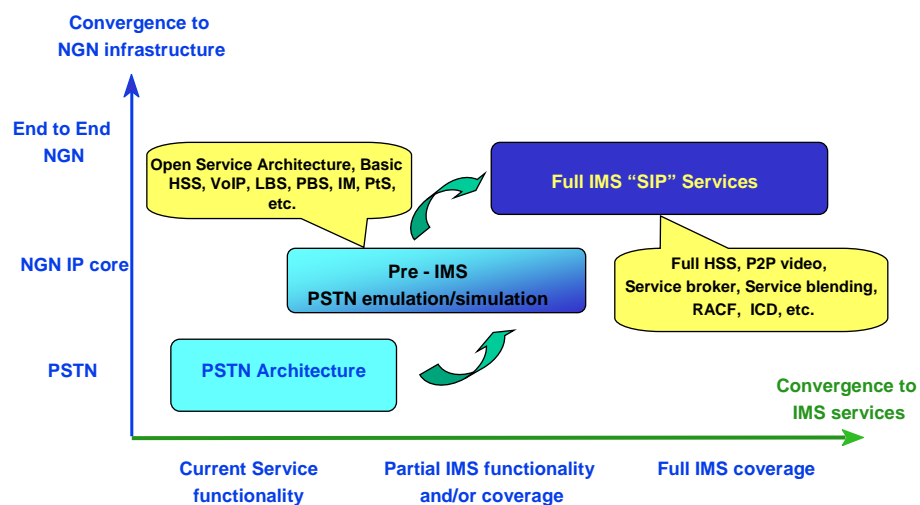 Convergence to
NGN infrastructure
End to End
NGN
Open Service Architecture, Basic
HSS, VoIP, LBS, PBS, IM, PtS,
etc.
Full IMS “SIP” Services
NGN IP core
Pre - IMS
PSTN emulation/simulation
Full HSS, P2P video,
Service broker, Service blending,
RACF, ICD, etc.
PSTN
PSTN Architecture
Convergence to
IMS services
Current Service
functionality
Partial IMS functionality
and/or coverage
Full IMS coverage